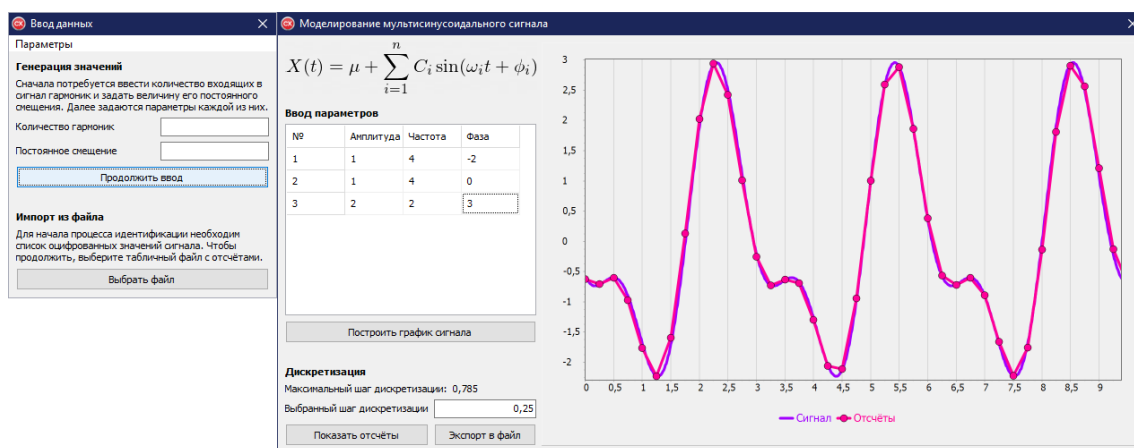 Ввод данных
Параметры
Генерация значений
Сначала потребуется ввести количество входящих в
сигнал гармоник и задать величину его постоянного
смещения. Далее задаются параметры каждой из них.
Количество гармоник
Постоянное смещение
Продолжить ввод
Импорт из файла
Для начала процесса идентификации необходим
список оцифрованных значений сигнала. Чтобы
продолжить, выберите табличный файл с отсчётами.
Выбрать файл
Моделирование мультисинусоидального сигнала
X(t) = μ + ∑_{i=1}^{n} C_i sin(ω_i t + ϕ_i)
Ввод параметров
№ Амплитуда Частота Фаза
1 1 4 -2
2 1 4 0
3 2 2 3
Построить график сигнала
Дискретизация
Максимальный шаг дискретизации: 0,785
Выбранный шаг дискретизации 0,25
Показать отсчёты Экспорт в файл
3
2,5
2
1,5
1
0,5
0
-0,5
-1
-1,5
-2
0 0,5 1 1,5 2 2,5 3 3,5 4 4,5 5 5,5 6 6,5 7 7,5 8 8,5 9
Сигнал Отсчёты